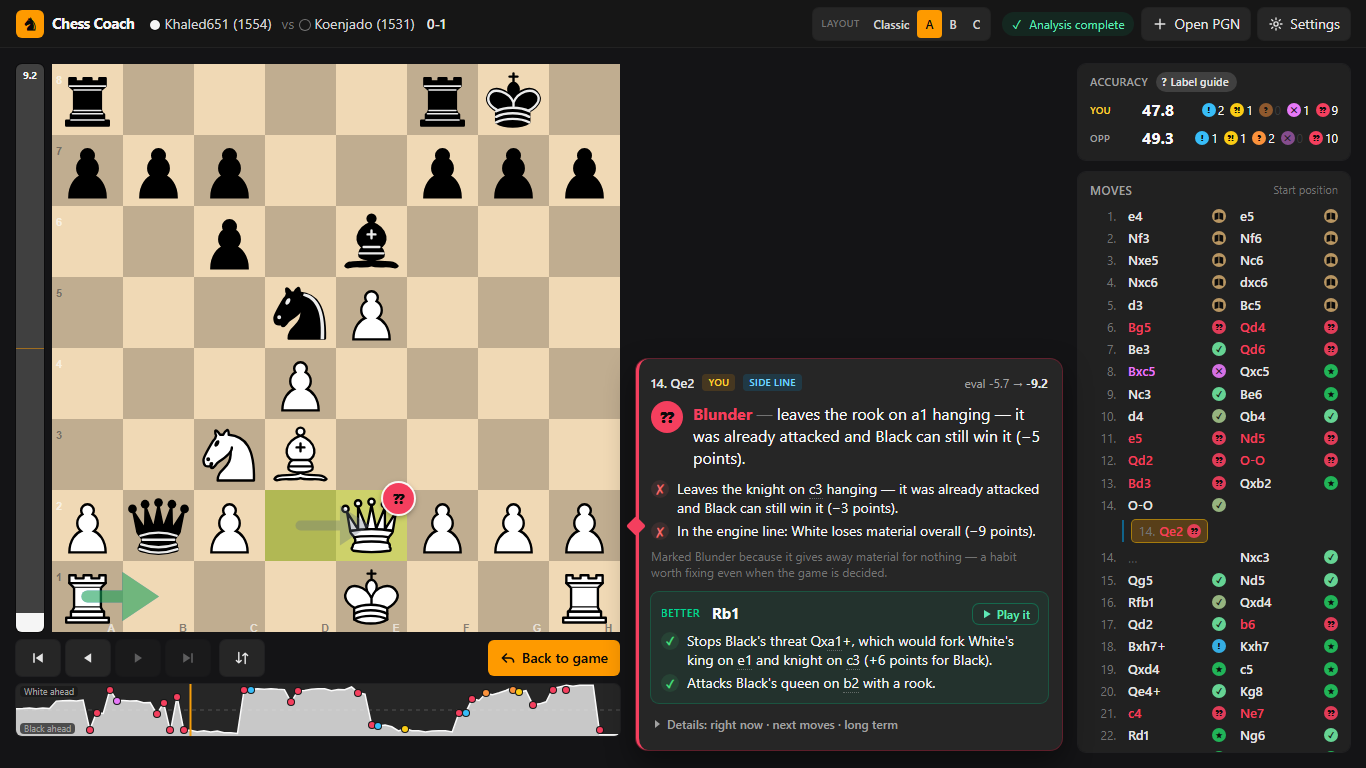 Chess Coach Khaled651 (1554) vs Koenjado (1531) 0-1 LAYOUT Classic A B C ✓ Analysis complete + Open PGN Settings
9.2
8
7
6
5
4
3
2
1
A B C D E F G H
??
Back to game
White ahead
Black ahead
14. Qe2 YOU SIDE LINE eval -5.7 → -9.2
?? Blunder — leaves the rook on a1 hanging — it
was already attacked and Black can still win it (−5
points).
✗ Leaves the knight on c3 hanging — it was already attacked
and Black can still win it (−3 points).
✗ In the engine line: White loses material overall (−9 points).
Marked Blunder because it gives away material for nothing — a habit
worth fixing even when the game is decided.
BETTER Rb1 Play it
✓ Stops Black's threat Qxa1+, which would fork White's
king on e1 and knight on c3 (+6 points for Black).
✓ Attacks Black's queen on b2 with a rook.
Details: right now · next moves · long term
ACCURACY ? Label guide
YOU 47.8 ! 2 ?! 1 ? 0 × 1 ?? 9
OPP 49.3 ! 1 ?! 1 ? 2 × 0 ?? 10
MOVES Start position
1. e4 e5
2. Nf3 Nf6
3. Nxe5 Nc6
4. Nxc6 dxc6
5. d3 Bc5
6. Bg5 ?? Qd4 ??
7. Be3 ✓ Qd6 ??
8. Bxc5 × Qxc5 ★
9. Nc3 ✓ Be6 ★
10. d4 ✓ Qb4 ✓
11. e5 ?? Nd5 ??
12. Qd2 ?? O-O ??
13. Bd3 ?? Qxb2 ★
14. O-O ✓
14. Qe2 ??
14. ... Nxc3 ✓
15. Qg5 ✓ Nd5 ✓
16. Rfb1 ✓ Qxd4 ★
17. Qd2 ✓ b6 ??
18. Bxh7+ ! Kxh7 ★
19. Qxd4 ★ c5 ★
20. Qe4+ ✓ Kg8 ★
21. c4 ?? Ne7 ??
22. Rd1 ★ Ng6 ✓